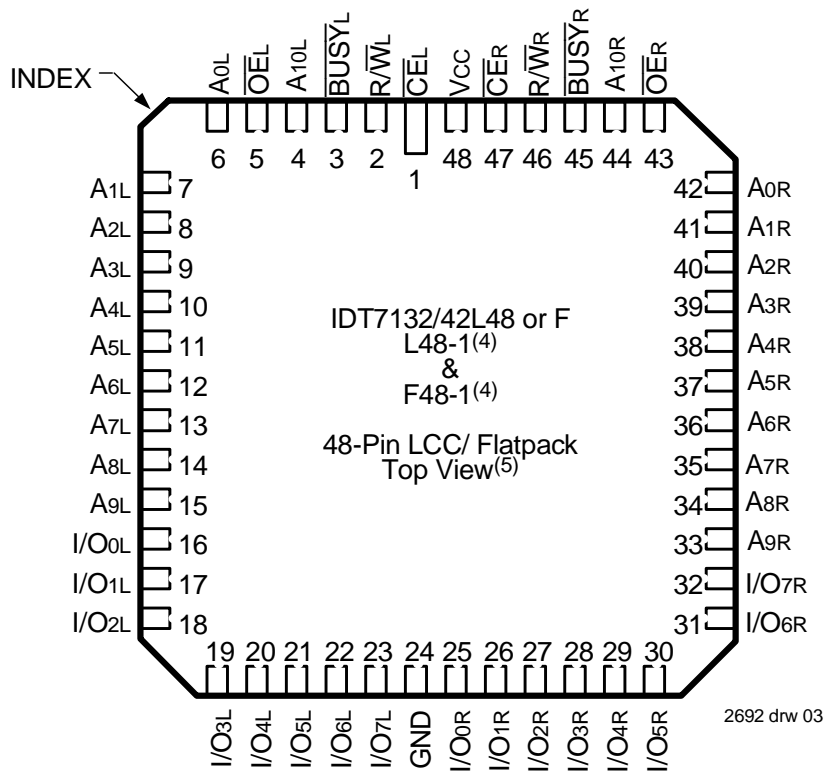 INDEX
A0L
OEL
A10L
BUSYL
R/WL
CEL
VCC
CER
R/WR
BUSYR
A10R
OER
6 5 4 3 2 1 48 47 46 45 44 43
A1L 7
A2L 8
A3L 9
A4L 10
A5L 11
A6L 12
A7L 13
A8L 14
A9L 15
I/O0L 16
I/O1L 17
I/O2L 18
IDT7132/42L48 or F
L48-1(4)
&
F48-1(4)
48-Pin LCC/ Flatpack
Top View(5)
42 A0R
41 A1R
40 A2R
39 A3R
38 A4R
37 A5R
36 A6R
35 A7R
34 A8R
33 A9R
32 I/O7R
31 I/O6R
19 20 21 22 23 24 25 26 27 28 29 30
I/O3L
I/O4L
I/O5L
I/O6L
I/O7L
GND
I/O0R
I/O1R
I/O2R
I/O3R
I/O4R
I/O5R
2692 drw 03